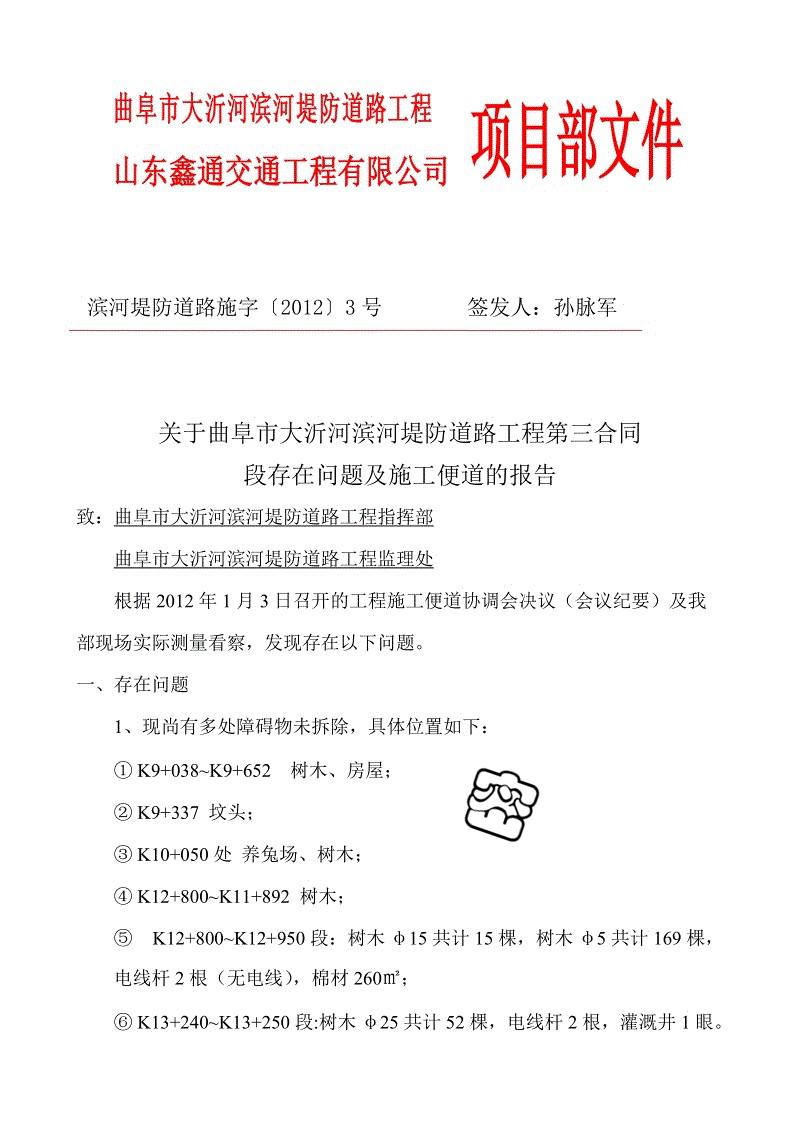 曲阜市大沂河滨河堤防道路工程
山东鑫通交通工程有限公司
项目部文件
滨河堤防道路施字〔2012〕3 号 签发人：孙脉军
关于曲阜市大沂河滨河堤防道路工程第三合同
段存在问题及施工便道的报告
致：曲阜市大沂河滨河堤防道路工程指挥部
曲阜市大沂河滨河堤防道路工程监理处
根据 2012 年 1 月 3 日召开的工程施工便道协调会决议（会议纪要）及我
部现场实际测量看察，发现存在以下问题。
一、存在问题
1、现尚有多处障碍物未拆除，具体位置如下：
① K9+038~K9+652 树木、房屋；
② K9+337 坟头；
③ K10+050 处 养兔场、树木；
④ K12+800~K11+892 树木；
⑤ K12+800~K12+950 段：树木 φ15 共计 15 棵，树木 φ5 共计 169 棵，
电线杆 2 根（无电线），棉材 260㎡；
⑥ K13+240~K13+250 段:树木 φ25 共计 52 棵，电线杆 2 根，灌溉井 1 眼。